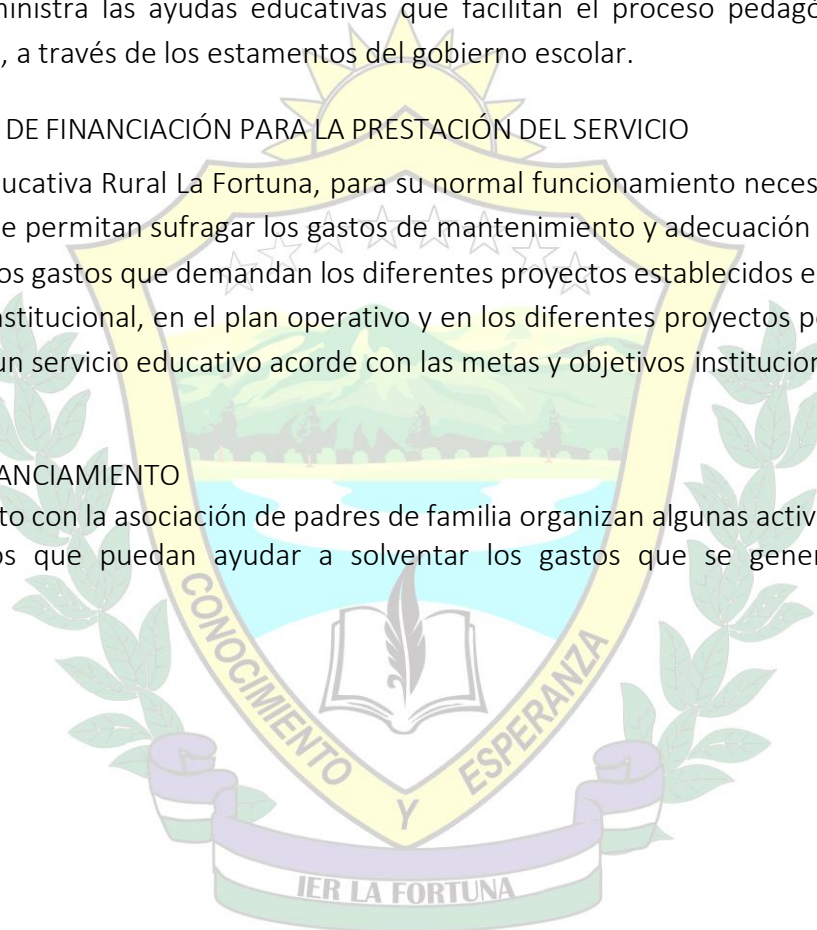 ministra las ayudas educativas que facilitan el proceso pedagó
, a través de los estamentos del gobierno escolar.
DE FINANCIACIÓN PARA LA PRESTACIÓN DEL SERVICIO
ucativa Rural La Fortuna, para su normal funcionamiento neces
e permitan sufragar los gastos de mantenimiento y adecuación
os gastos que demandan los diferentes proyectos establecidos e
nstitucional, en el plan operativo y en los diferentes proyectos p
un servicio educativo acorde con las metas y objetivos institucion
ANCIAMIENTO
to con la asociación de padres de familia organizan algunas activ
os que puedan ayudar a solventar los gastos que se gener
CONOCIMIENTO
Y
ESPERANZA
IER LA FORTUNA